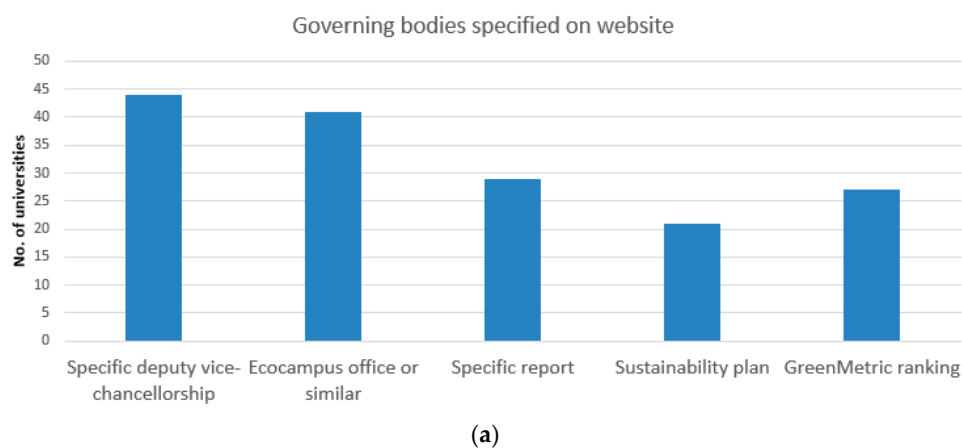 Governing bodies specified on website
No. of universities
50
45
40
35
30
25
20
15
10
5
0
Specific deputy vice-
chancellorship
Ecocampus office or
similar
Specific report
Sustainability plan
GreenMetric ranking
(a)